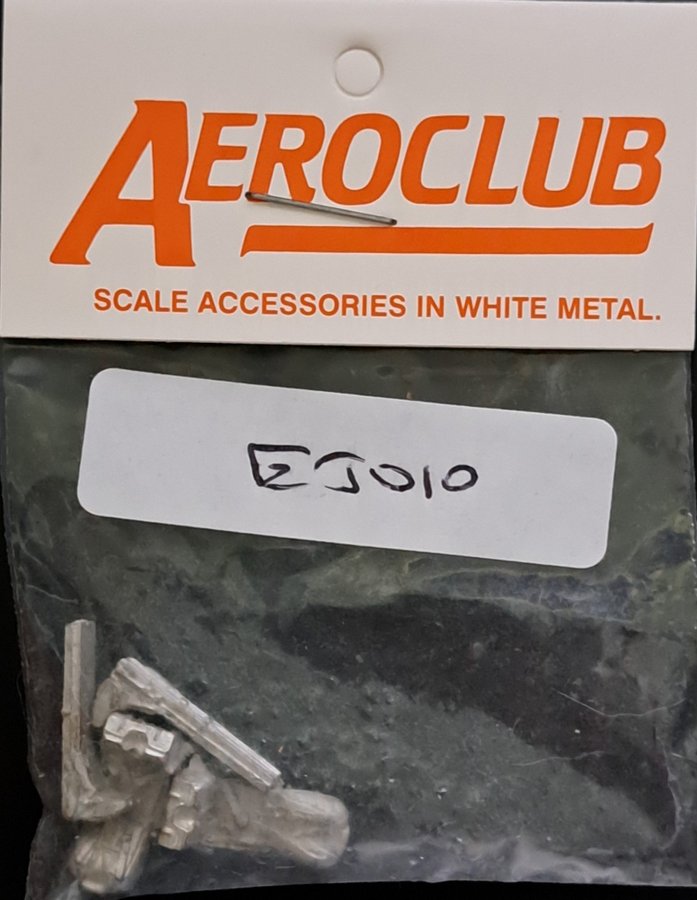 AEROCLUB
SCALE ACCESSORIES IN WHITE METAL.
EJ010